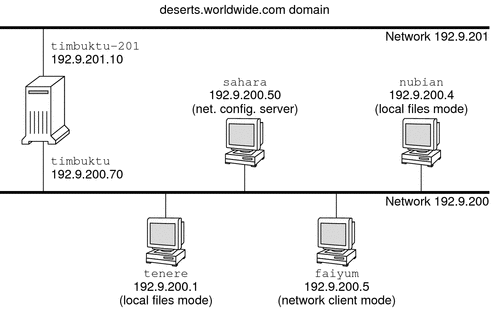 deserts.worldwide.com domain
Network 192.9.201
timbuktu-201
192.9.201.10
sahara
192.9.200.50
(net. config. server)
nubian
192.9.200.4
(local files mode)
timbuktu
192.9.200.70
Network 192.9.200
tenere
192.9.200.1
(local files mode)
faiyum
192.9.200.5
(network client mode)